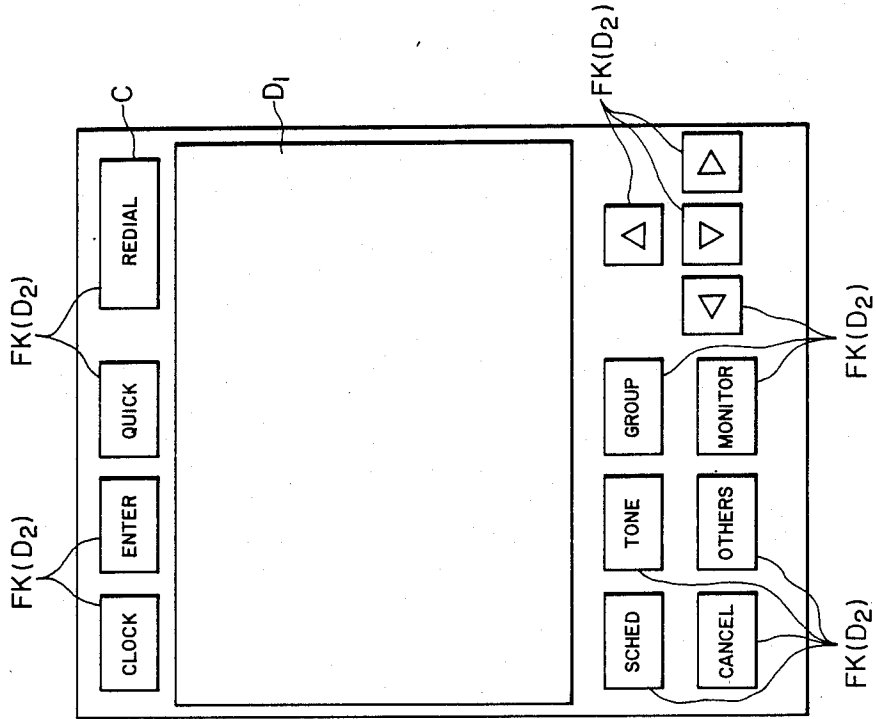 FK(D2)
FK(D2)
C
CLOCK
ENTER
QUICK
REDIAL
D1
SCHED
TONE
GROUP
CANCEL
OTHERS
MONITOR
FK(D2)
FK(D2)
FK(D2)